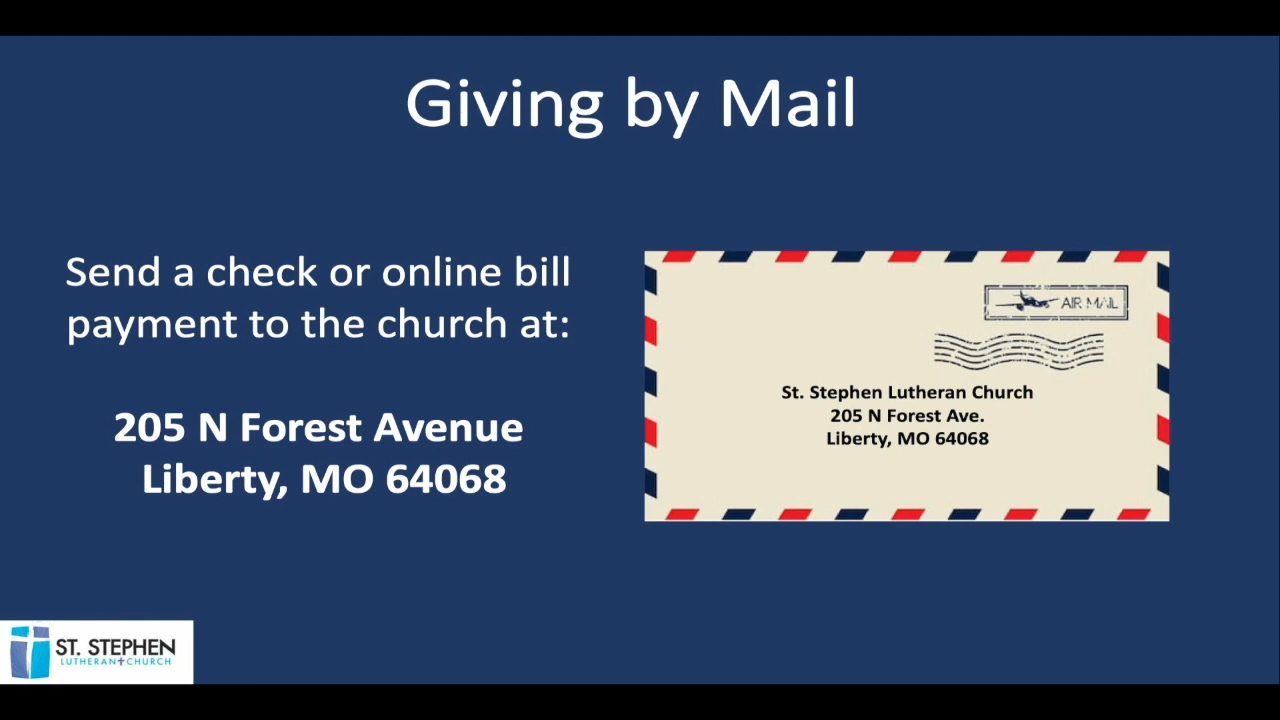 Giving by Mail
Send a check or online bill
payment to the church at:
205 N Forest Avenue
Liberty, MO 64068
AIR MAIL
St. Stephen Lutheran Church
205 N Forest Ave.
Liberty, MO 64068
ST. STEPHEN
LUTHERAN CHURCH